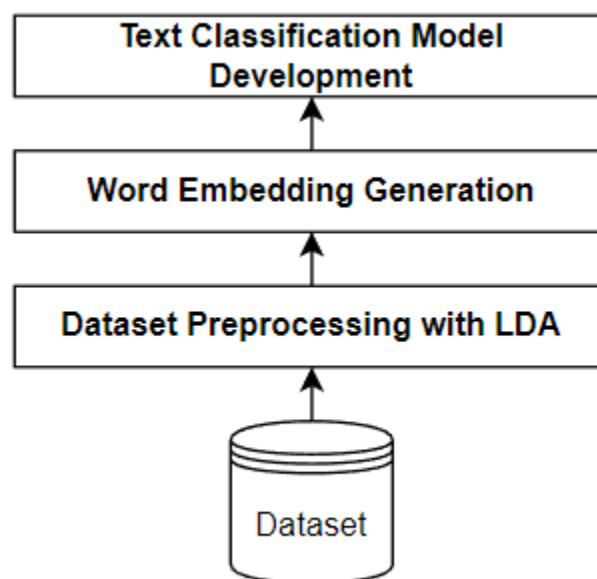 Text Classification Model
Development
Word Embedding Generation
Dataset Preprocessing with LDA
Dataset